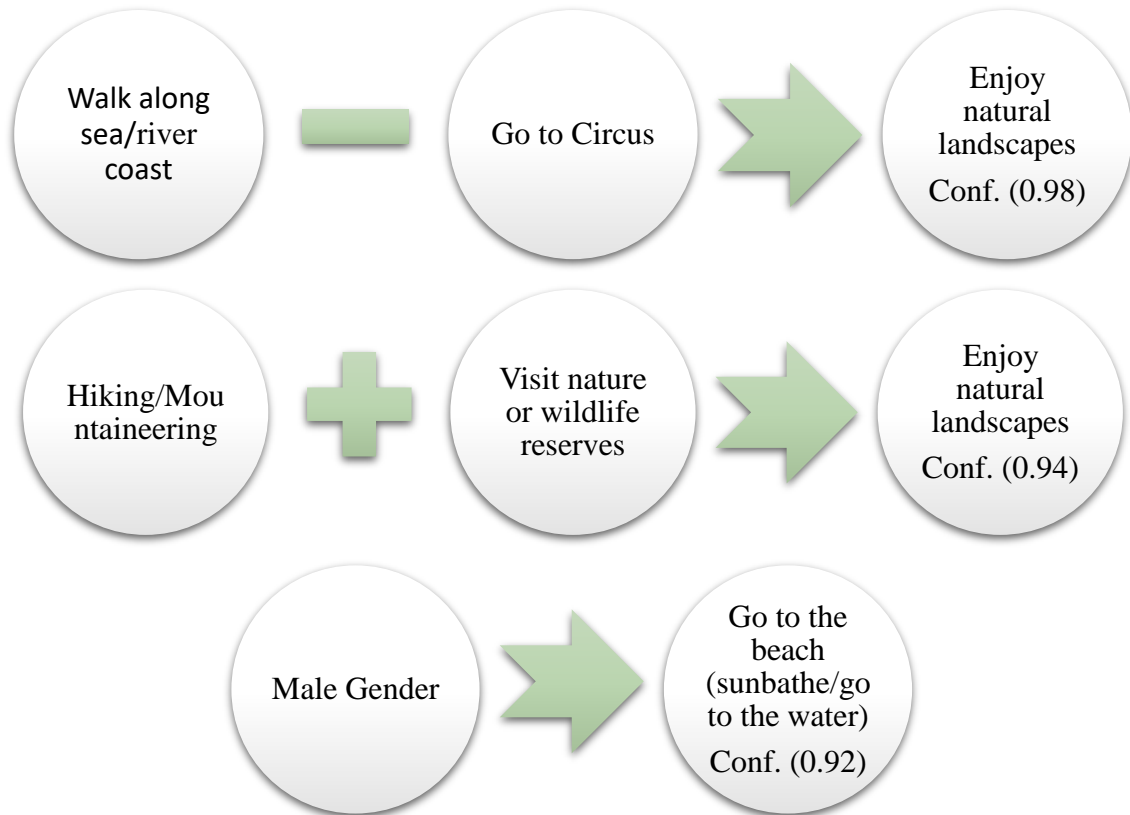 Walk along
sea/river
coast
Go to Circus
Enjoy
natural
landscapes
Conf. (0.98)
Hiking/Mou
ntaineering
Visit nature
or wildlife
reserves
Enjoy
natural
landscapes
Conf. (0.94)
Male Gender
Go to the
beach
(sunbathe/go
to the water)
Conf. (0.92)